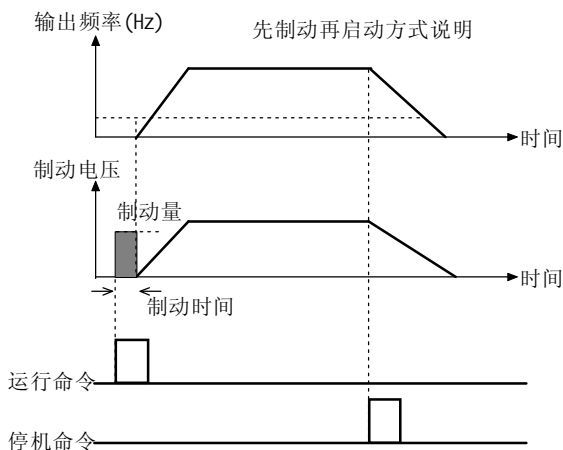 输出频率(Hz)
先制动再启动方式说明
时间
制动电压
制动量
时间
制动时间
运行命令
停机命令